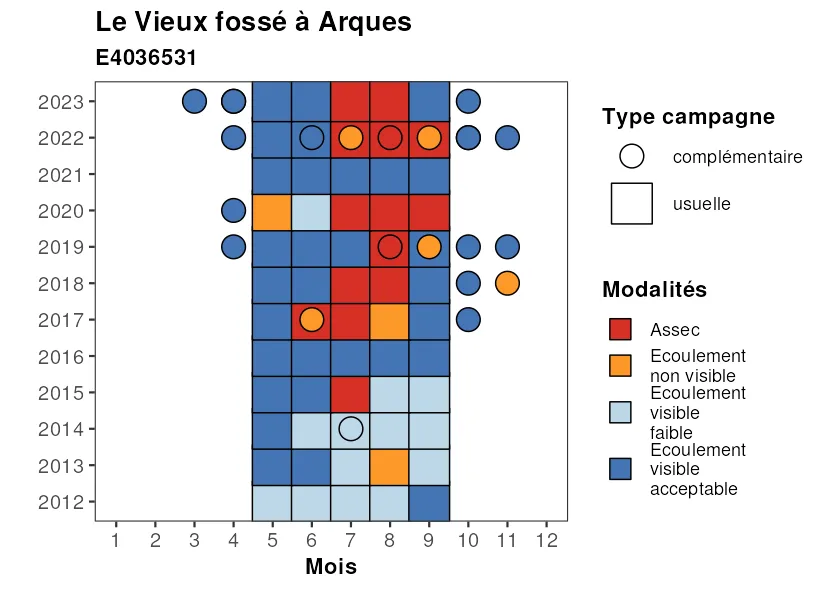 Le Vieux fossé à Arques
E4036531
2023
2022
2021
2020
2019
2018
2017
2016
2015
2014
2013
2012
1 2 3 4 5 6 7 8 9 10 11 12
Mois
Type campagne
complémentaire
usuelle
Modalités
Assec
Ecoulement
non visible
Ecoulement
visible
faible
Ecoulement
visible
acceptable